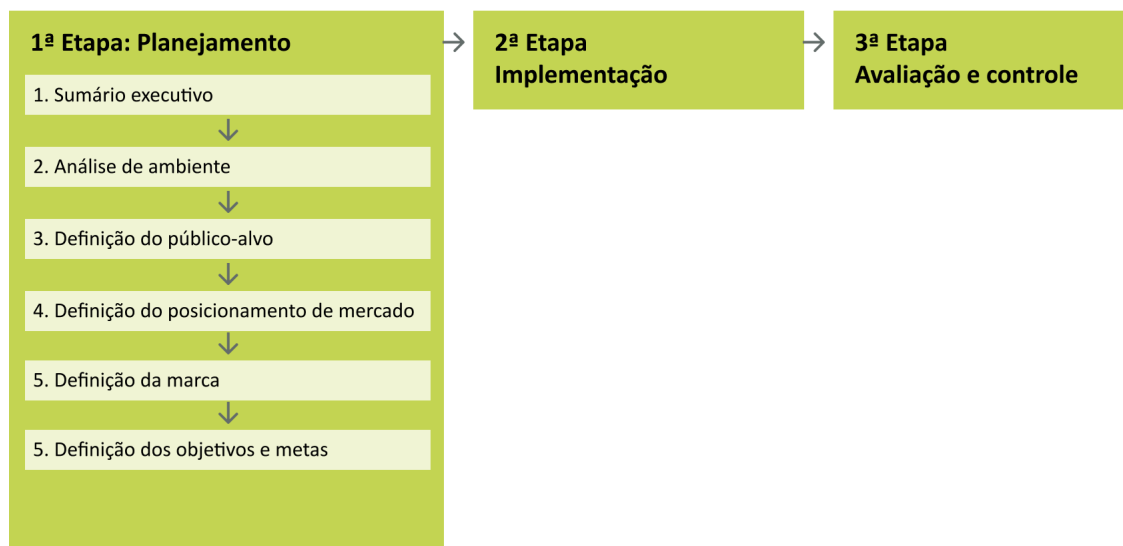 1ª Etapa: Planejamento
1. Sumário executivo
2. Análise de ambiente
3. Definição do público-alvo
4. Definição do posicionamento de mercado
5. Definição da marca
5. Definição dos objetivos e metas
2ª Etapa
Implementação
3ª Etapa
Avaliação e controle